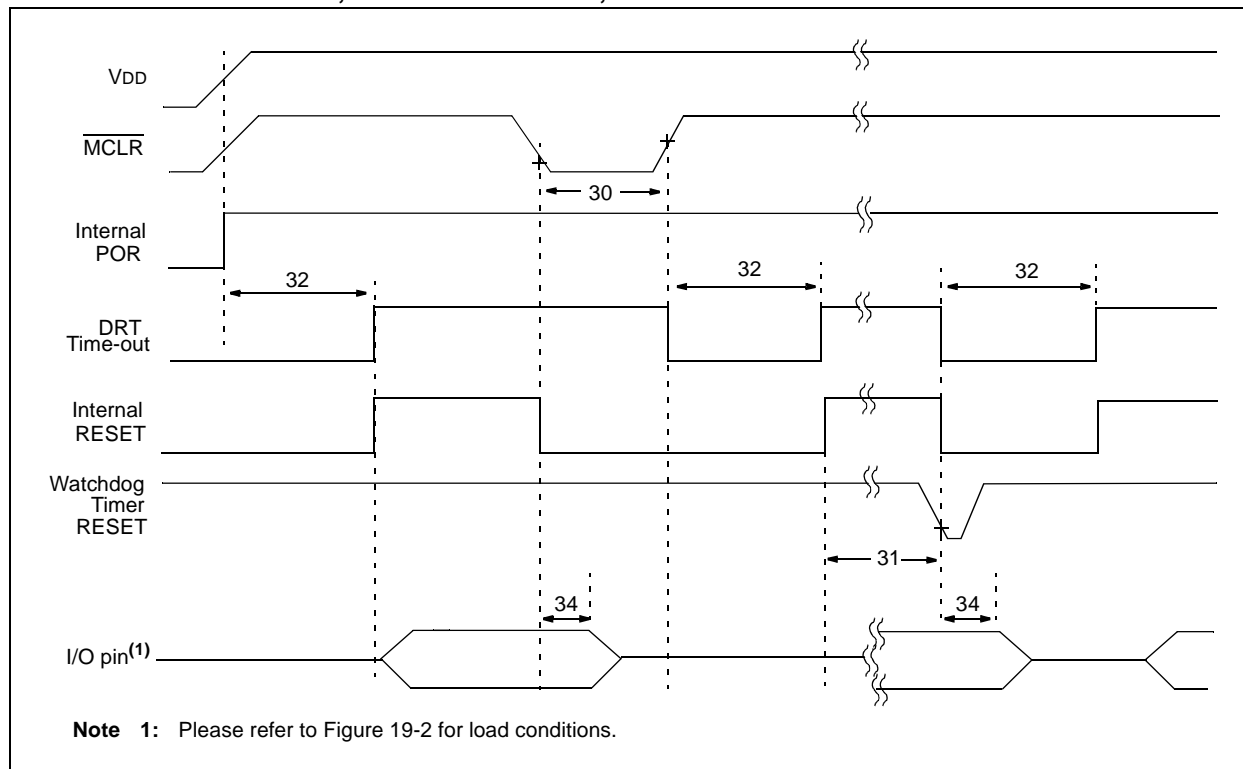 VDD
MCLR
30
Internal
POR
32
32
32
DRT
Time-out
Internal
RESET
Watchdog
Timer
RESET
31
34
34
I/O pin(1)
Note 1: Please refer to Figure 19-2 for load conditions.